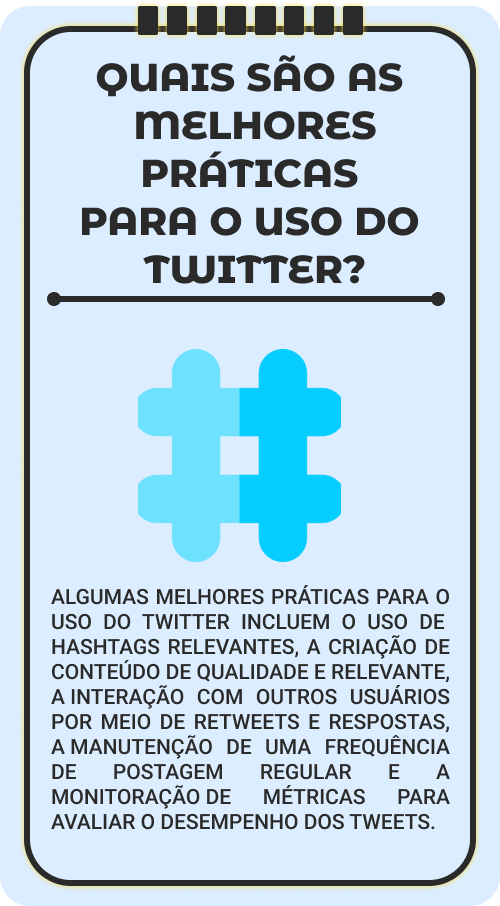 QUAIS SÃO AS
MELHORES
PRÁTICAS
PARA O USO DO
TWITTER?
ALGUMAS MELHORES PRÁTICAS PARA O
USO DO TWITTER INCLUEM O USO DE
HASHTAGS RELEVANTES, A CRIAÇÃO DE
CONTEÚDO DE QUALIDADE E RELEVANTE,
A INTERAÇÃO COM OUTROS USUÁRIOS
POR MEIO DE RETWEETS E RESPOSTAS,
A MANUTENÇÃO DE UMA FREQUÊNCIA
DE POSTAGEM REGULAR E A
MONITORAÇÃO DE MÉTRICAS PARA
AVALIAR O DESEMPENHO DOS TWEETS.